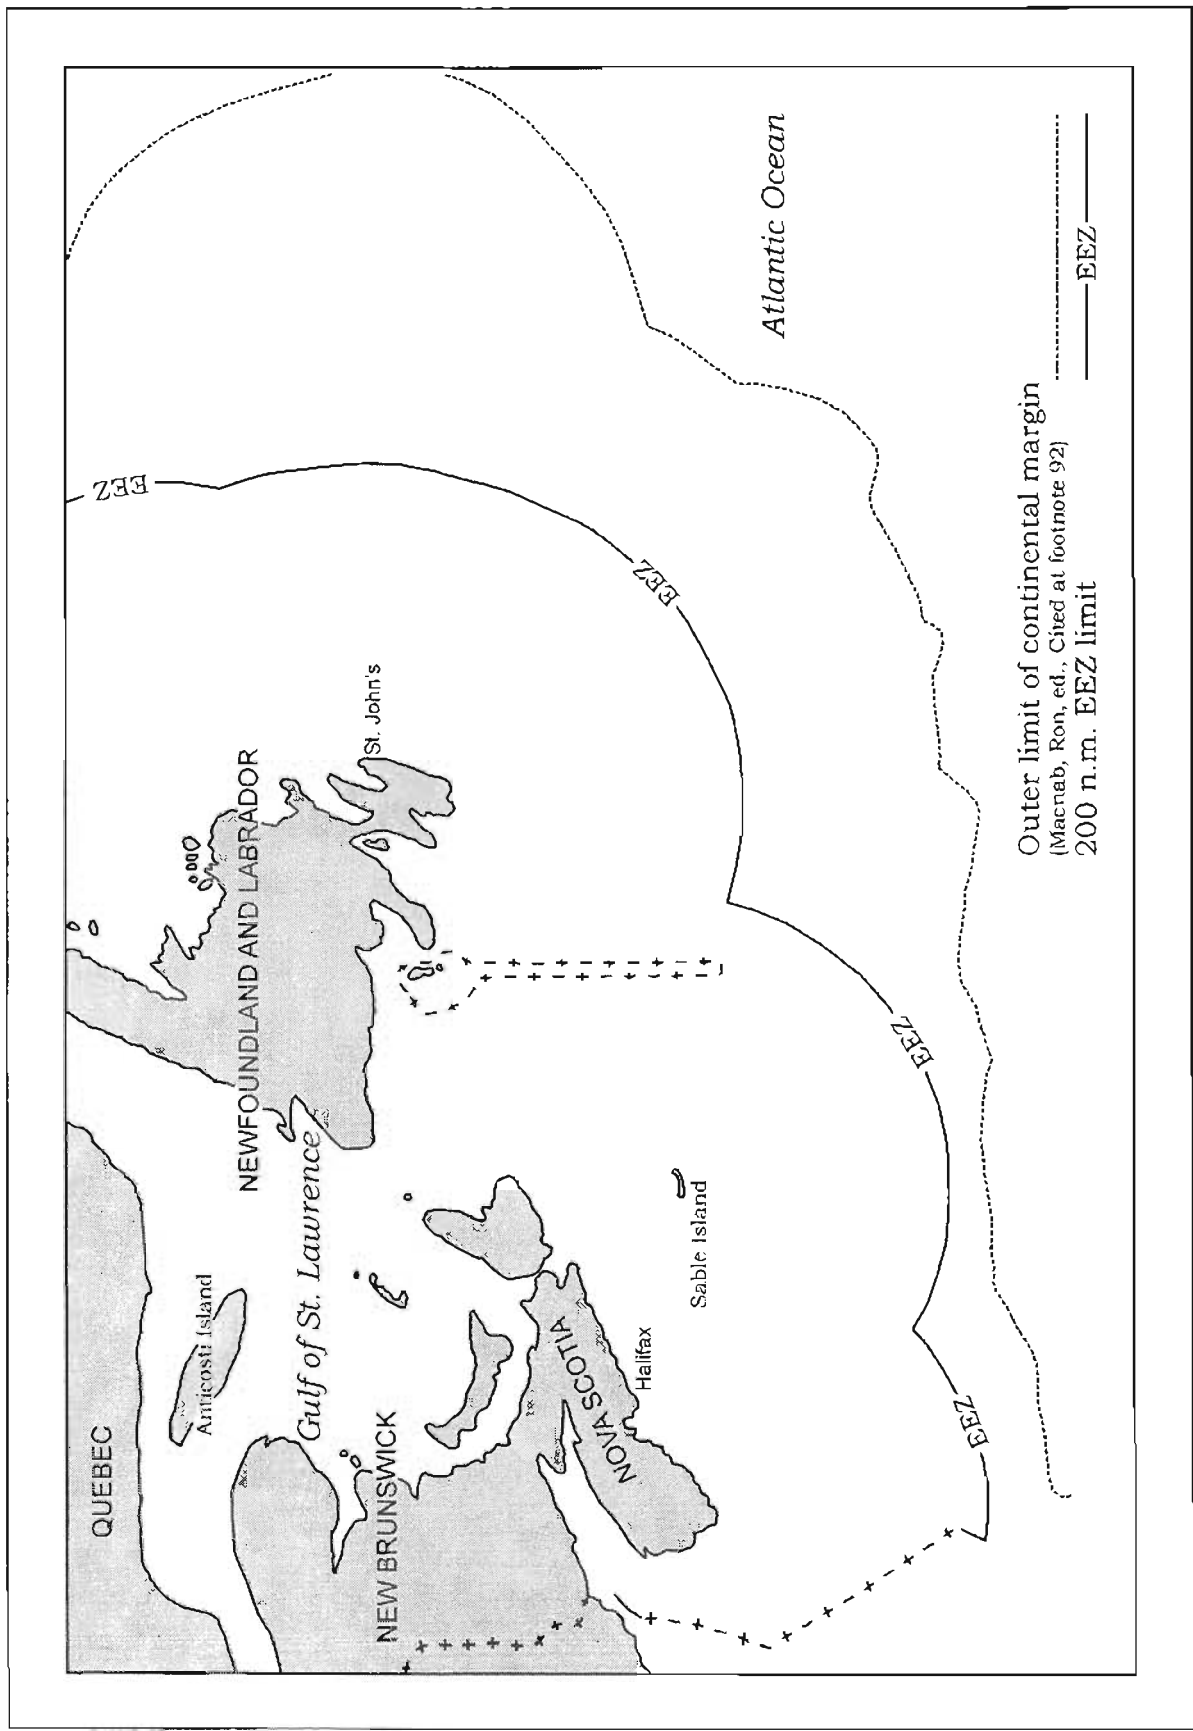 QUEBEC
Anticosti Island
NEWFOUNDLAND AND LABRADOR
Gulf of St. Lawrence
St. John's
NEW BRUNSWICK
NOVA SCOTIA
Halifax
Sable Island
Atlantic Ocean
EEZ
EEZ
EEZ
EEZ
Outer limit of continental margin
(Macnab, Ron, ed., Cited at footnote 92)
200 n.m. EEZ limit
EEZ